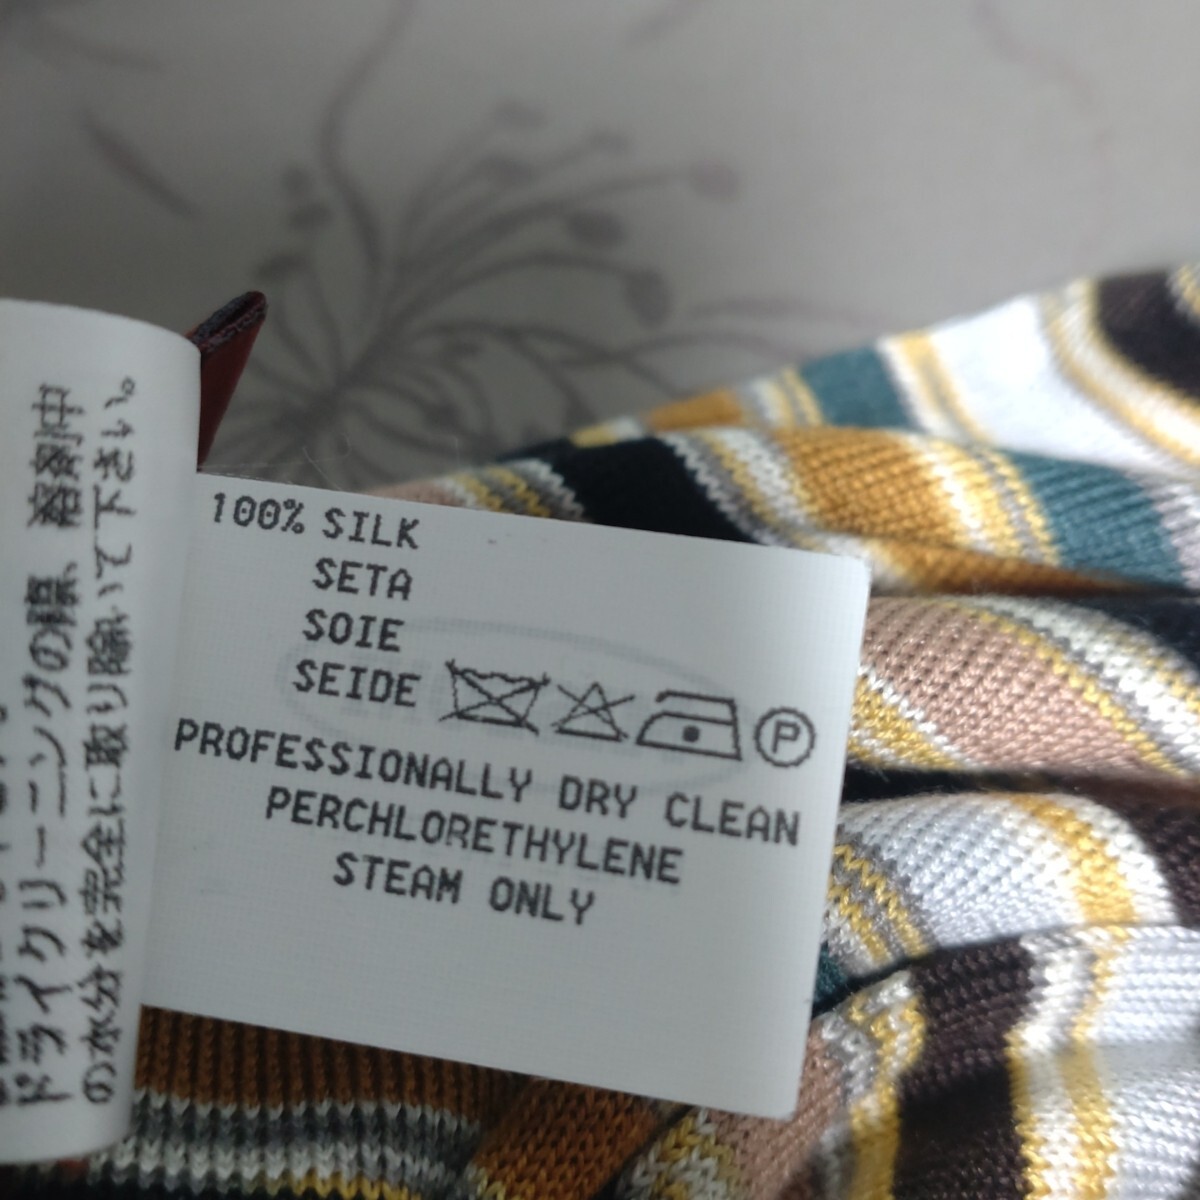 100% SILK
SETA
SOIE
SEIDE P
PROFESSIONALLY DRY CLEAN
PERCHLORETHYLENE
STEAM ONLY
ドライクリーニングの際、溶剤中
の水分を完全に取り除いて下さい。